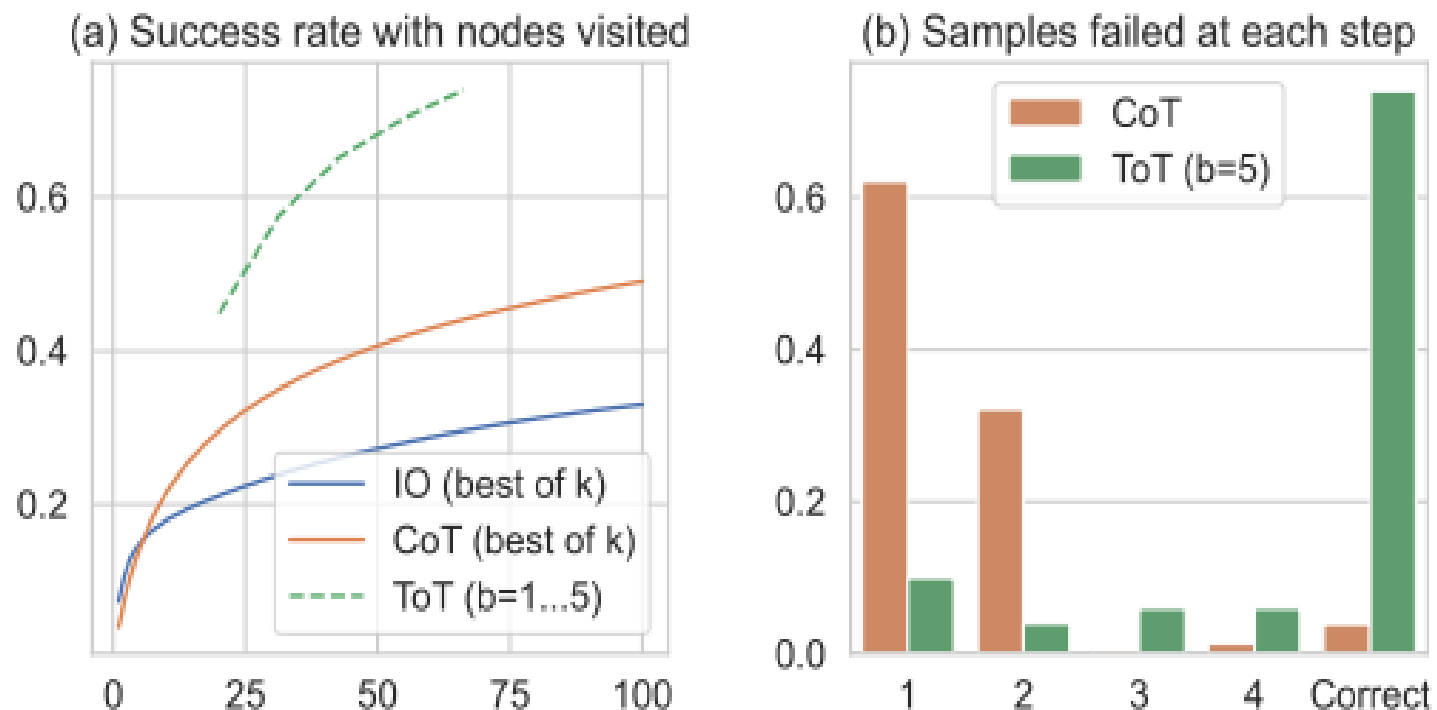 (a) Success rate with nodes visited
0.6
0.4
0.2
IO (best of k)
CoT (best of k)
ToT (b=1...5)
0 25 50 75 100
(b) Samples failed at each step
CoT
ToT (b=5)
0.6
0.4
0.2
0.0
1 2 3 4 Correct